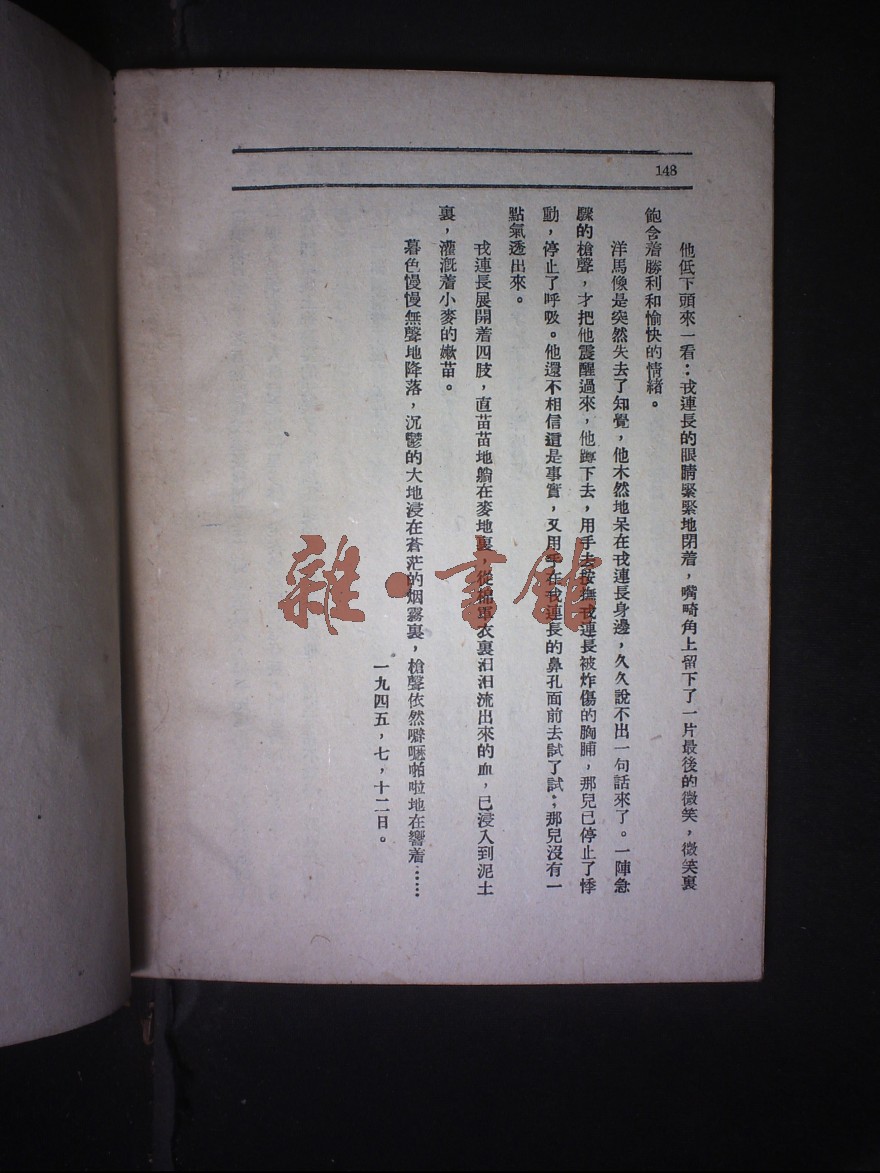 148
他低下頭來一看：戎連長的眼睛緊緊地閉着，嘴畸角上留下了一片最後的微笑，微笑裏
飽含着勝利和愉快的情緒。
洋馬像是突然失去了知覺，他木然地呆在戎連長身邊，久久說不出一句話來了。一陣急
驟的槍聲，才把他震醒過來，他蹲下去，用手去按撫戎連長被炸傷的胸脯，那兒已停止了悸
動，停止了呼吸。他還不相信這是事實，又用手在戎連長的鼻孔面前去試了試；那兒沒有一
點氣透出來。
戎連長展開着四肢，直苗苗地躺在麥地裏，從棉軍衣裏汩汩流出來的血，已浸入到泥土
裏，灌溉着小麥的嫩苗。
暮色慢慢無聲地降落，沉鬱的大地浸在蒼茫的烟霧裏，槍聲依然噼嚦帕啦地在響着……
一九四五，七，十二日。
雜·書館